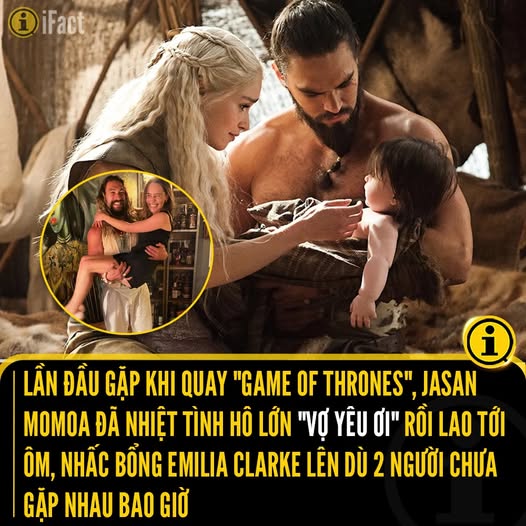 iFact
LẦN ĐẦU GẶP KHI QUAY "GAME OF THRONES", JASAN
MOMOA ĐÃ NHIỆT TÌNH HÔ LỚN "VỢ YÊU ƠI" RỒI LAO TỚI
ÔM, NHẤC BỔNG EMILIA CLARKE LÊN DÙ 2 NGƯỜI CHƯA
GẶP NHAU BAO GIỜ